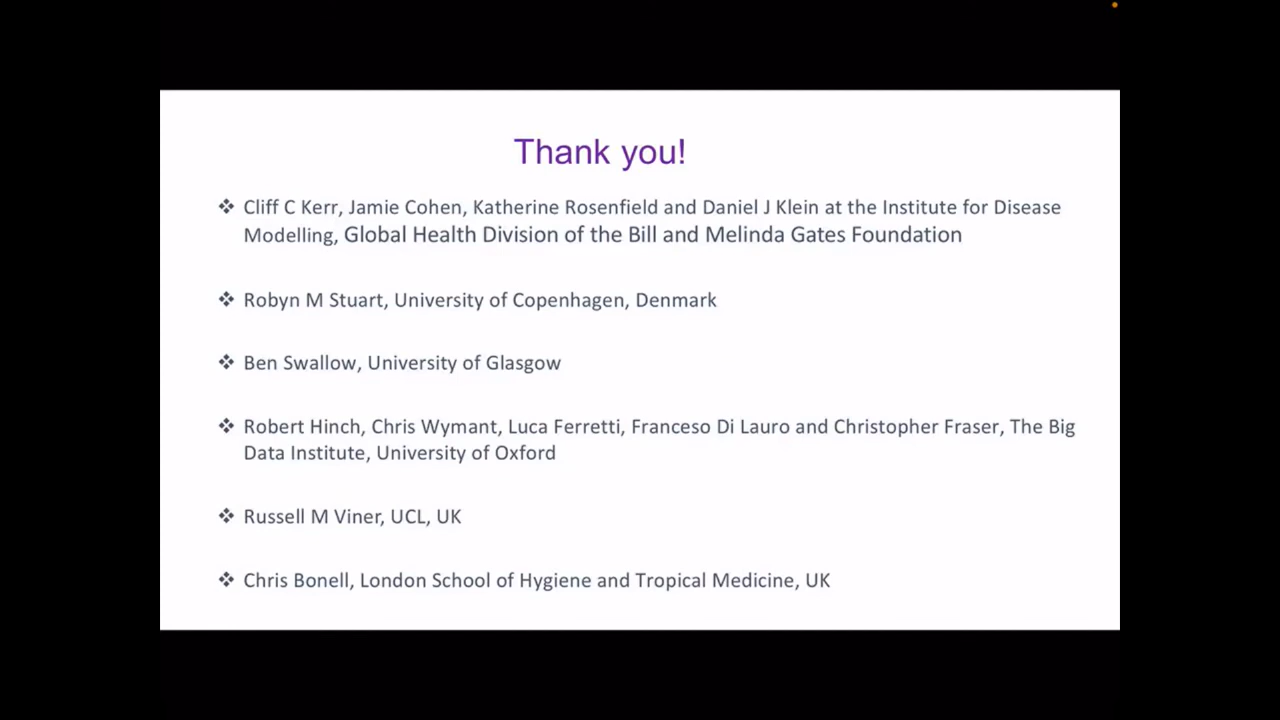 Thank you!
❖ Cliff C Kerr, Jamie Cohen, Katherine Rosenfield and Daniel J Klein at the Institute for Disease
Modelling, Global Health Division of the Bill and Melinda Gates Foundation
❖ Robyn M Stuart, University of Copenhagen, Denmark
❖ Ben Swallow, University of Glasgow
❖ Robert Hinch, Chris Wymant, Luca Ferretti, Franceso Di Lauro and Christopher Fraser, The Big
Data Institute, University of Oxford
❖ Russell M Viner, UCL, UK
❖ Chris Bonell, London School of Hygiene and Tropical Medicine, UK